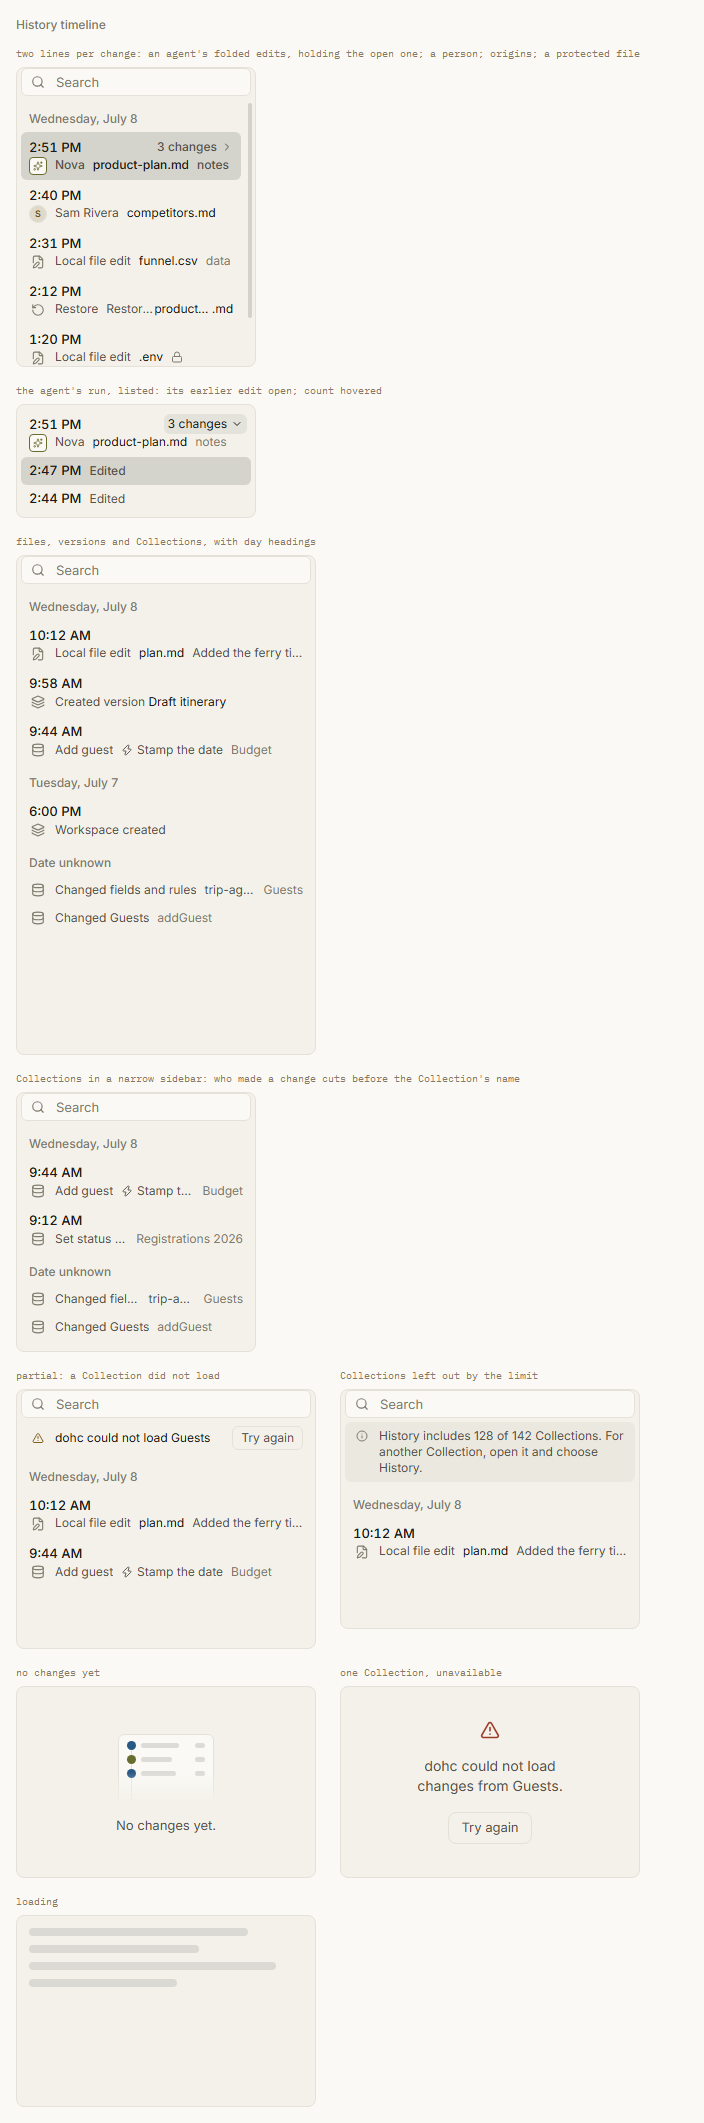 History timeline
two lines per change: an agent's folded edits, holding the open one; a person; origins; a protected file
Search
Wednesday, July 8
2:51 PM 3 changes
Nova product-plan.md notes
2:40 PM
S Sam Rivera competitors.md
2:31 PM
Local file edit funnel.csv data
2:12 PM
Restore Restor... product... .md
1:20 PM
Local file edit .env
the agent's run, listed: its earlier edit open; count hovered
2:51 PM 3 changes
Nova product-plan.md notes
2:47 PM Edited
2:44 PM Edited
files, versions and Collections, with day headings
Search
Wednesday, July 8
10:12 AM
Local file edit plan.md Added the ferry ti...
9:58 AM
Created version Draft itinerary
9:44 AM
Add guest Stamp the date Budget
Tuesday, July 7
6:00 PM
Workspace created
Date unknown
Changed fields and rules trip-ag... Guests
Changed Guests addGuest
Collections in a narrow sidebar: who made a change cuts before the Collection's name
Search
Wednesday, July 8
9:44 AM
Add guest Stamp t... Budget
9:12 AM
Set status ... Registrations 2026
Date unknown
Changed fiel... trip-a... Guests
Changed Guests addGuest
partial: a Collection did not load
Search
dohc could not load Guests Try again
Wednesday, July 8
10:12 AM
Local file edit plan.md Added the ferry ti...
9:44 AM
Add guest Stamp the date Budget
Collections left out by the limit
Search
History includes 128 of 142 Collections. For
another Collection, open it and choose
History.
Wednesday, July 8
10:12 AM
Local file edit plan.md Added the ferry ti...
no changes yet
No changes yet.
one Collection, unavailable
dohc could not load
changes from Guests.
Try again
loading